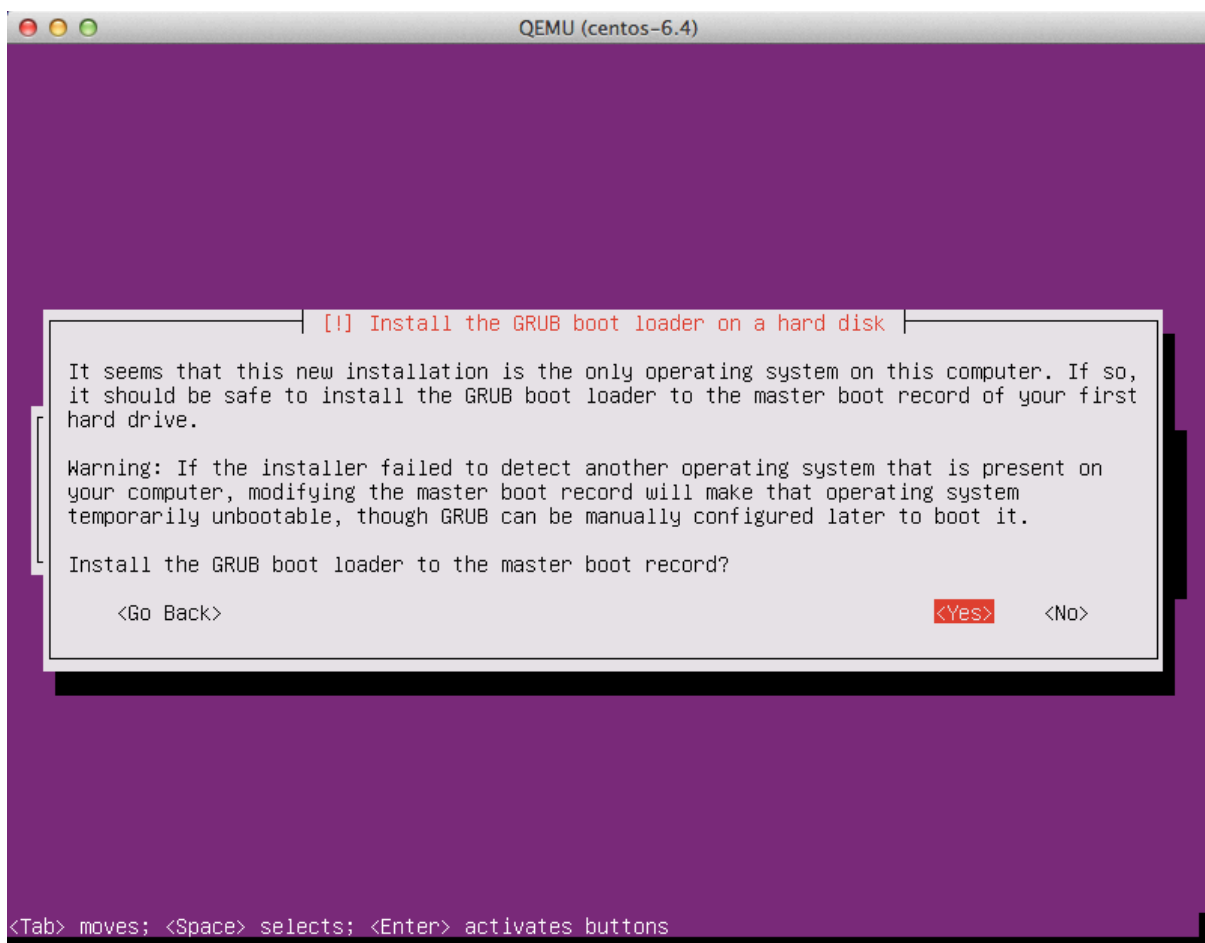 QEMU (centos-6.4)
[!] Install the GRUB boot loader on a hard disk
It seems that this new installation is the only operating system on this computer. If so,
it should be safe to install the GRUB boot loader to the master boot record of your first
hard drive.
Warning: If the installer failed to detect another operating system that is present on
your computer, modifying the master boot record will make that operating system
temporarily unbootable, though GRUB can be manually configured later to boot it.
Install the GRUB boot loader to the master boot record?
<Go Back> <Yes> <No>
<Tab> moves; <Space> selects; <Enter> activates buttons